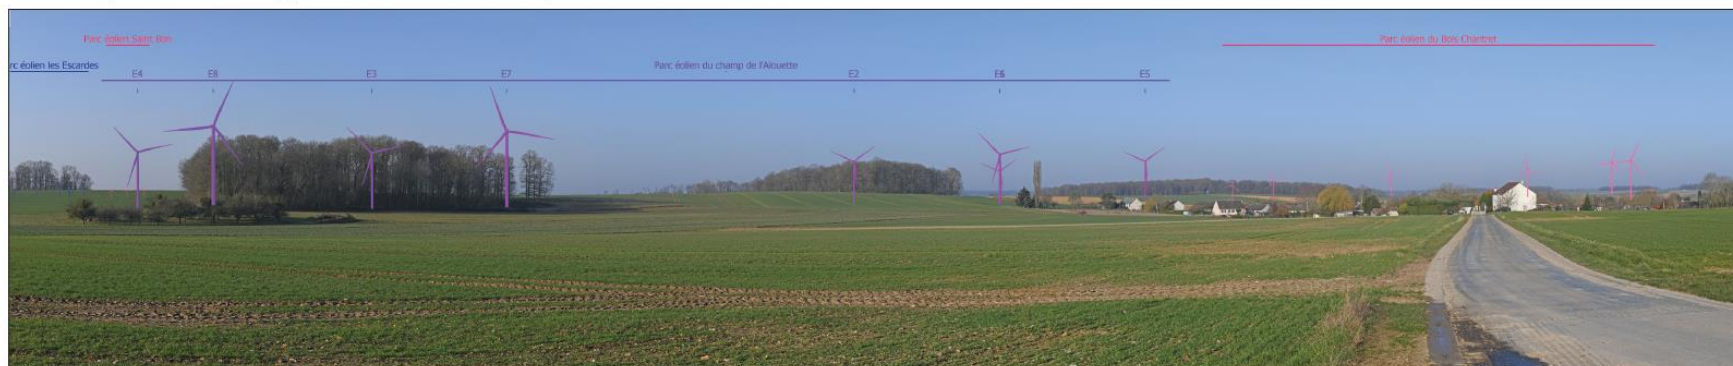 Parc éolien Saint Bon
Parc éolien du Bois Chantret
rc éolien les Escardes
Parc éolien du champ de l'Alouette
E4
E8
E3
E7
E2
E5